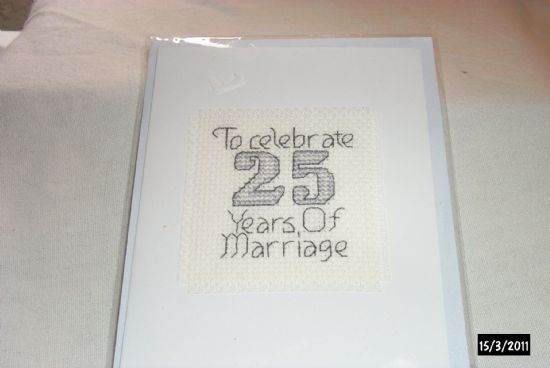 To celebrate
25
Years Of
Marriage
15/3/2011